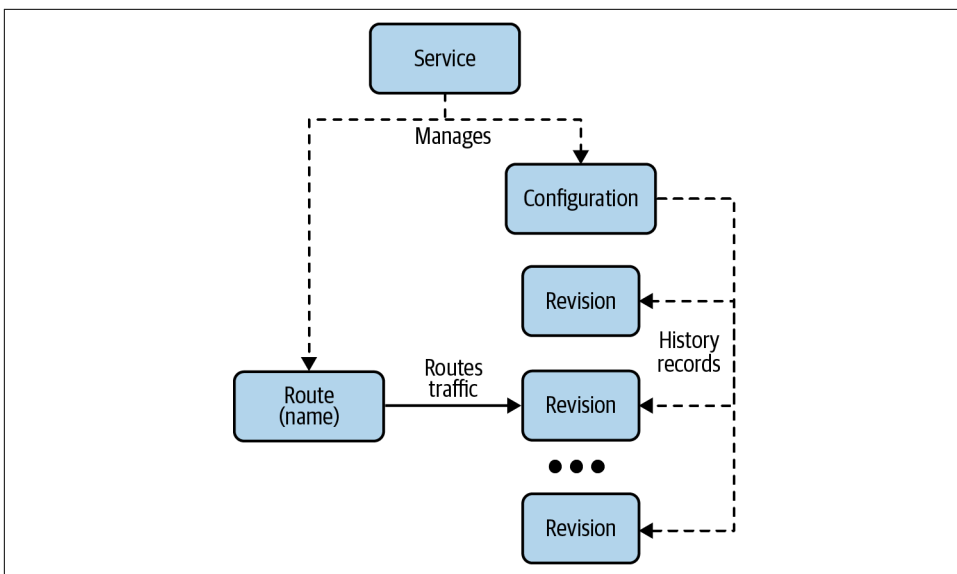 Service
Manages
Configuration
Revision
History
records
Routes
traffic
Route
(name)
Revision
Revision